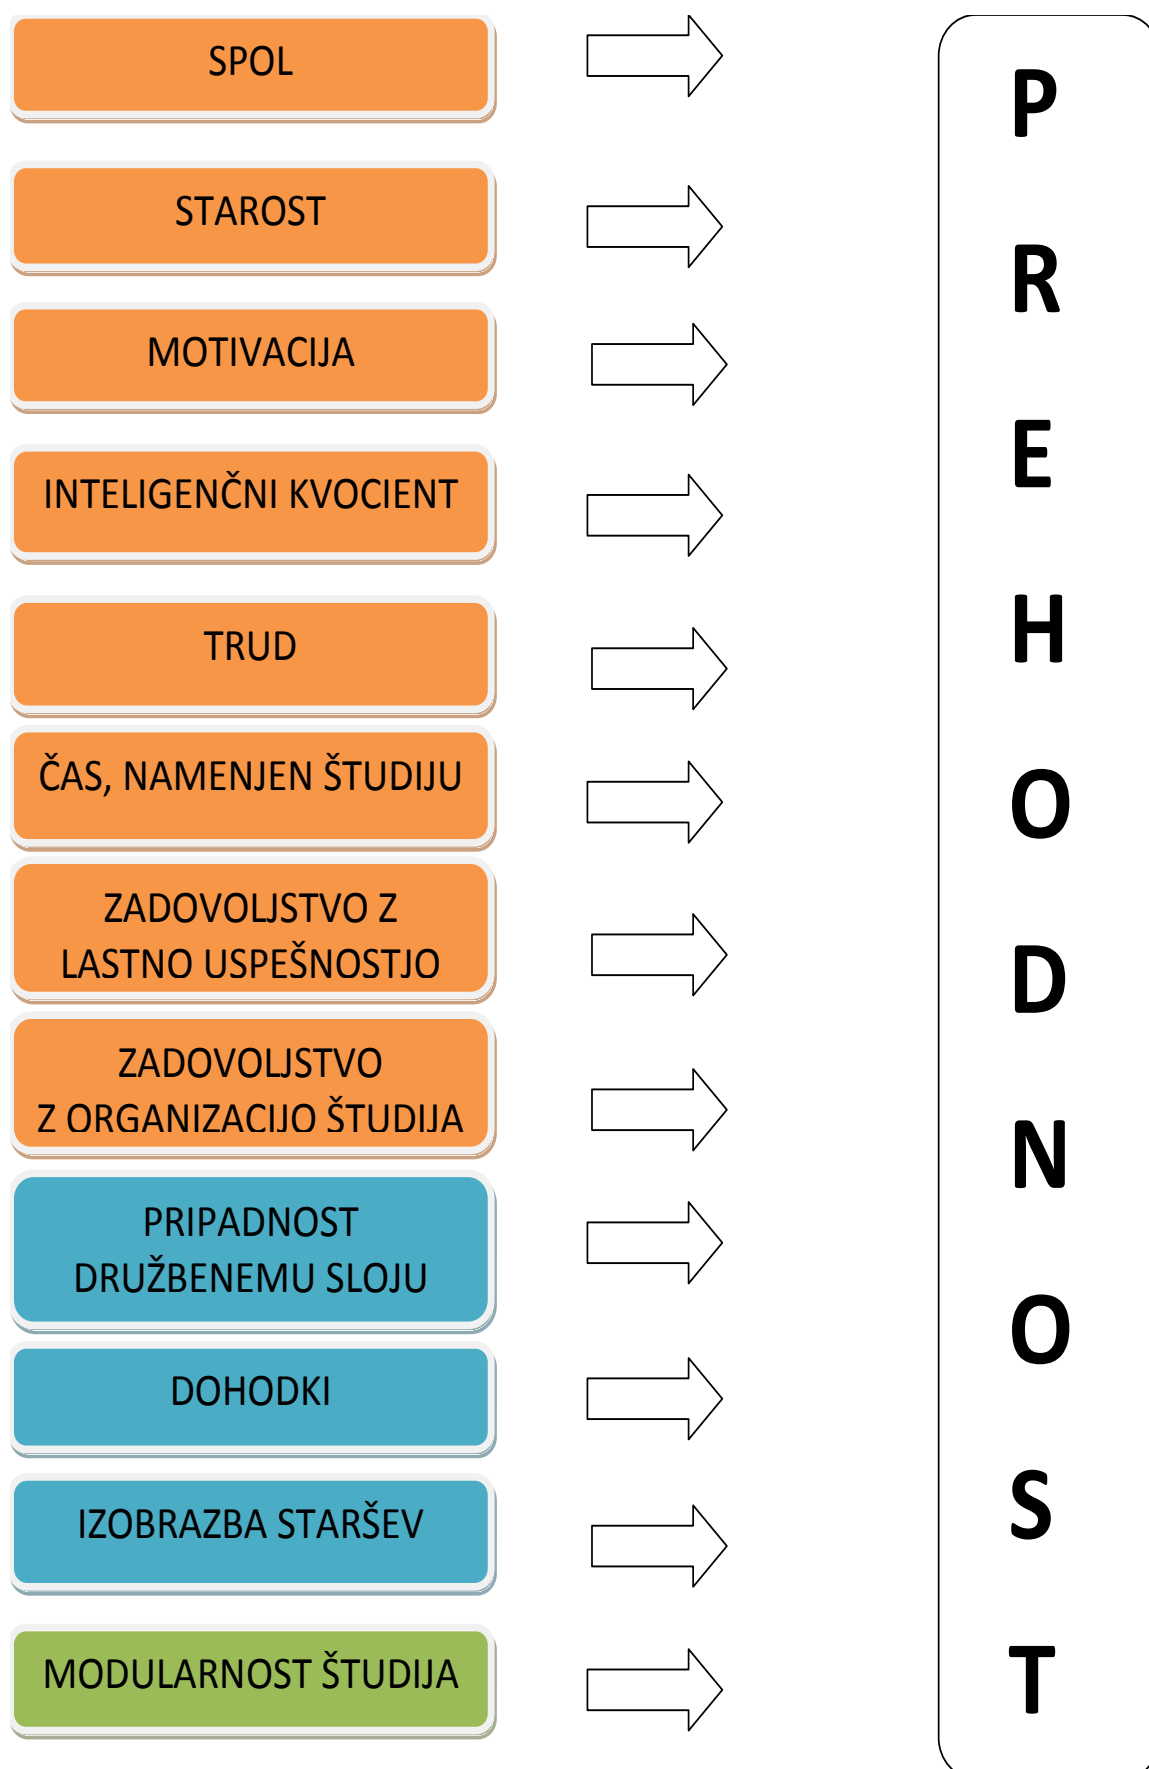 SPOL
STAROST
MOTIVACIJA
INTELIGENČNI KVOCIENT
TRUD
ČAS, NAMENJEN ŠTUDIJU
ZADOVOLJSTVO Z
LASTNO USPEŠNOSTJO
ZADOVOLJSTVO
Z ORGANIZACIJO ŠTUDIJA
PRIPADNOST
DRUŽBENEMU SLOJU
DOHODKI
IZOBRAZBA STARŠEV
MODULARNOST ŠTUDIJA
P
R
E
H
O
D
N
O
S
T